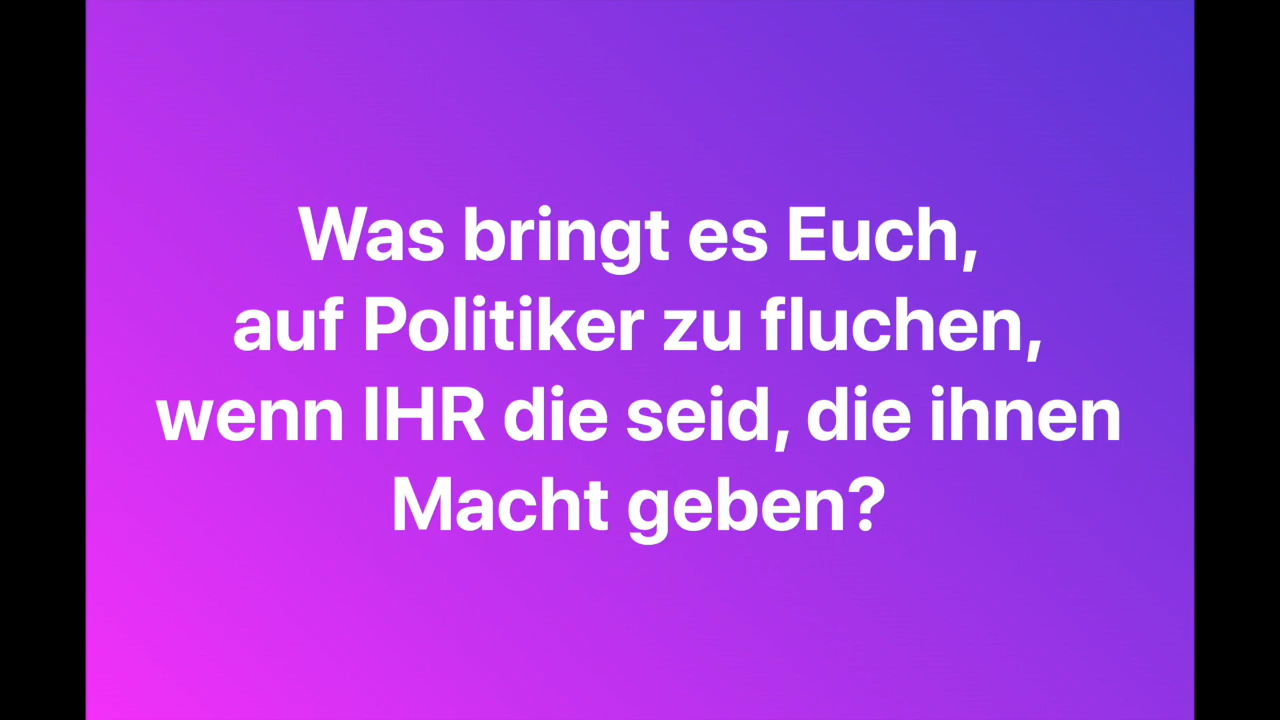 Was bringt es Euch,
auf Politiker zu fluchen,
wenn IHR die seid, die ihnen
Macht geben?